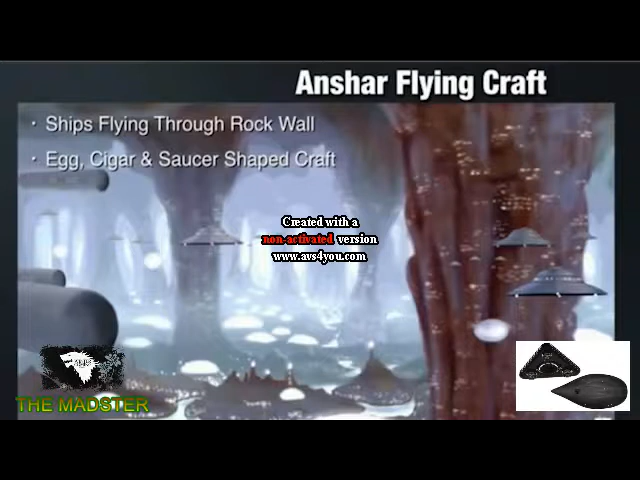 Anshar Flying Craft
· Ships Flying Through Rock Wall
· Egg, Cigar & Saucer Shaped Craft
Created with a
non-activated version
www.avs4you.com
THE MADSTER